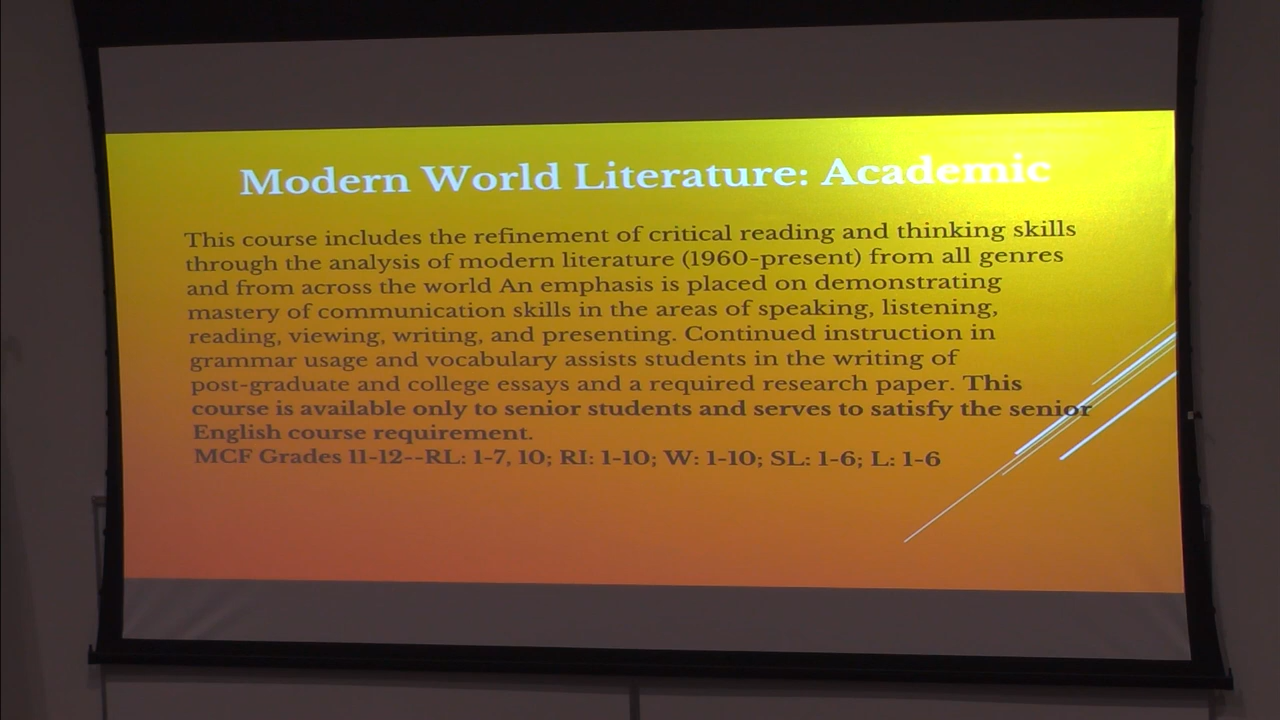 Modern World Literature: Academic
This course includes the refinement of critical reading and thinking skills
through the analysis of modern literature (1960-present) from all genres
and from across the world An emphasis is placed on demonstrating
mastery of communication skills in the areas of speaking, listening,
reading, viewing, writing, and presenting. Continued instruction in
grammar usage and vocabulary assists students in the writing of
post-graduate and college essays and a required research paper. This
course is available only to senior students and serves to satisfy the senior
English course requirement.
MCF Grades 11-12--RL: 1-7, 10; RI: 1-10; W: 1-10; SL: 1-6; L: 1-6